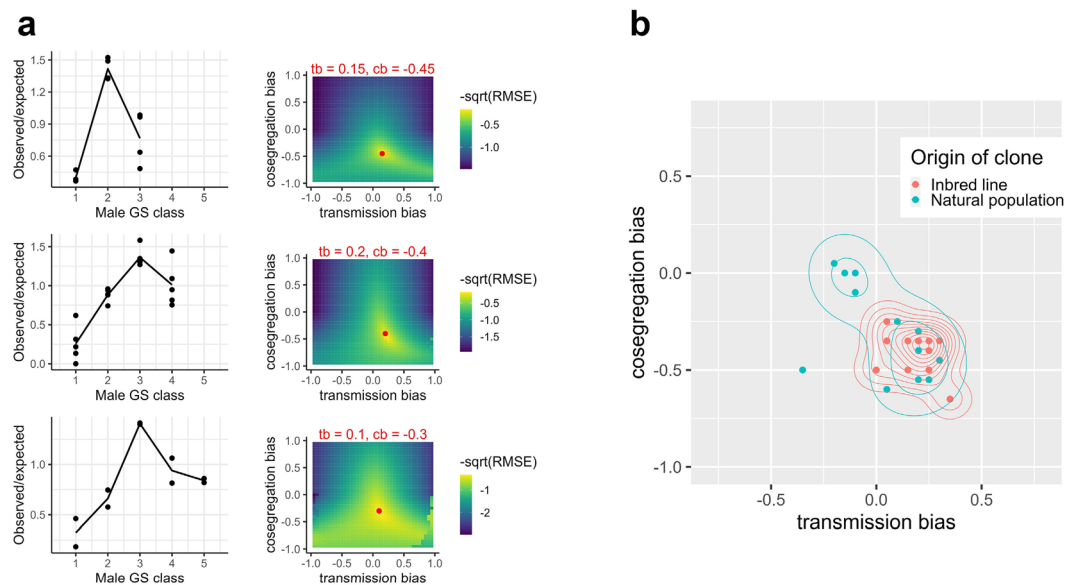 a
b
1.5
1.2
0.9
0.6
Observed/expected
1 2 3 4 5
Male GS class
tb = 0.15, cb = -0.45
1.0
0.5
0.0
-0.5
-1.0
cosegregation bias
-1.0 -0.5 0.0 0.5 1.0
transmission bias
-sqrt(RMSE)
-0.5
-1.0
1.5
1.0
0.5
0.0
Observed/expected
1 2 3 4 5
Male GS class
tb = 0.2, cb = -0.4
1.0
0.5
0.0
-0.5
-1.0
cosegregation bias
-1.0 -0.5 0.0 0.5 1.0
transmission bias
-sqrt(RMSE)
-0.5
-1.0
-1.5
1.0
0.5
Observed/expected
1 2 3 4 5
Male GS class
tb = 0.1, cb = -0.3
1.0
0.5
0.0
-0.5
-1.0
cosegregation bias
-1.0 -0.5 0.0 0.5 1.0
transmission bias
-sqrt(RMSE)
-1
-2
Origin of clone
Inbred line
Natural population
0.5
0.0
-0.5
-1.0
cosegregation bias
-0.5 0.0 0.5
transmission bias